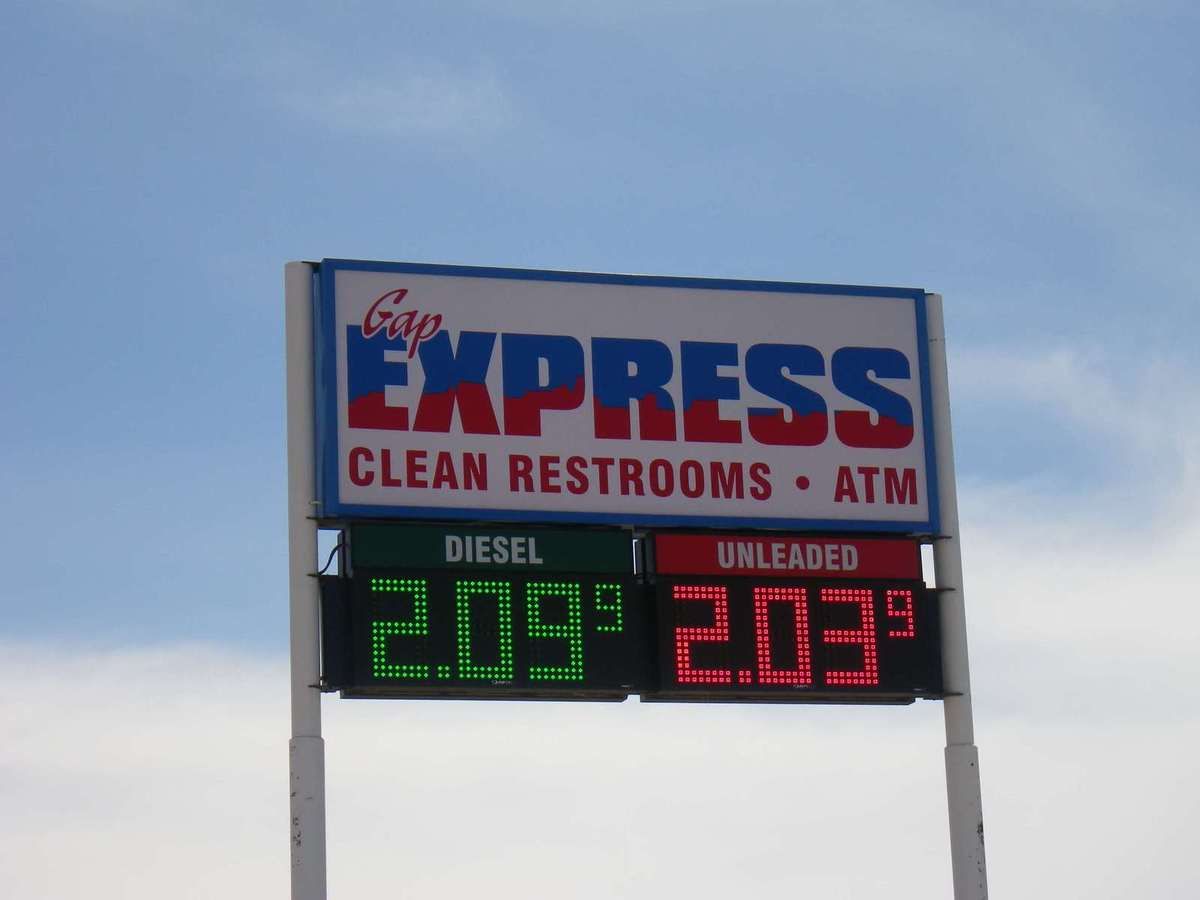 Gap
EXPRESS
CLEAN RESTROOMS • ATM
DIESEL
2.09 9
UNLEADED
2.03 9